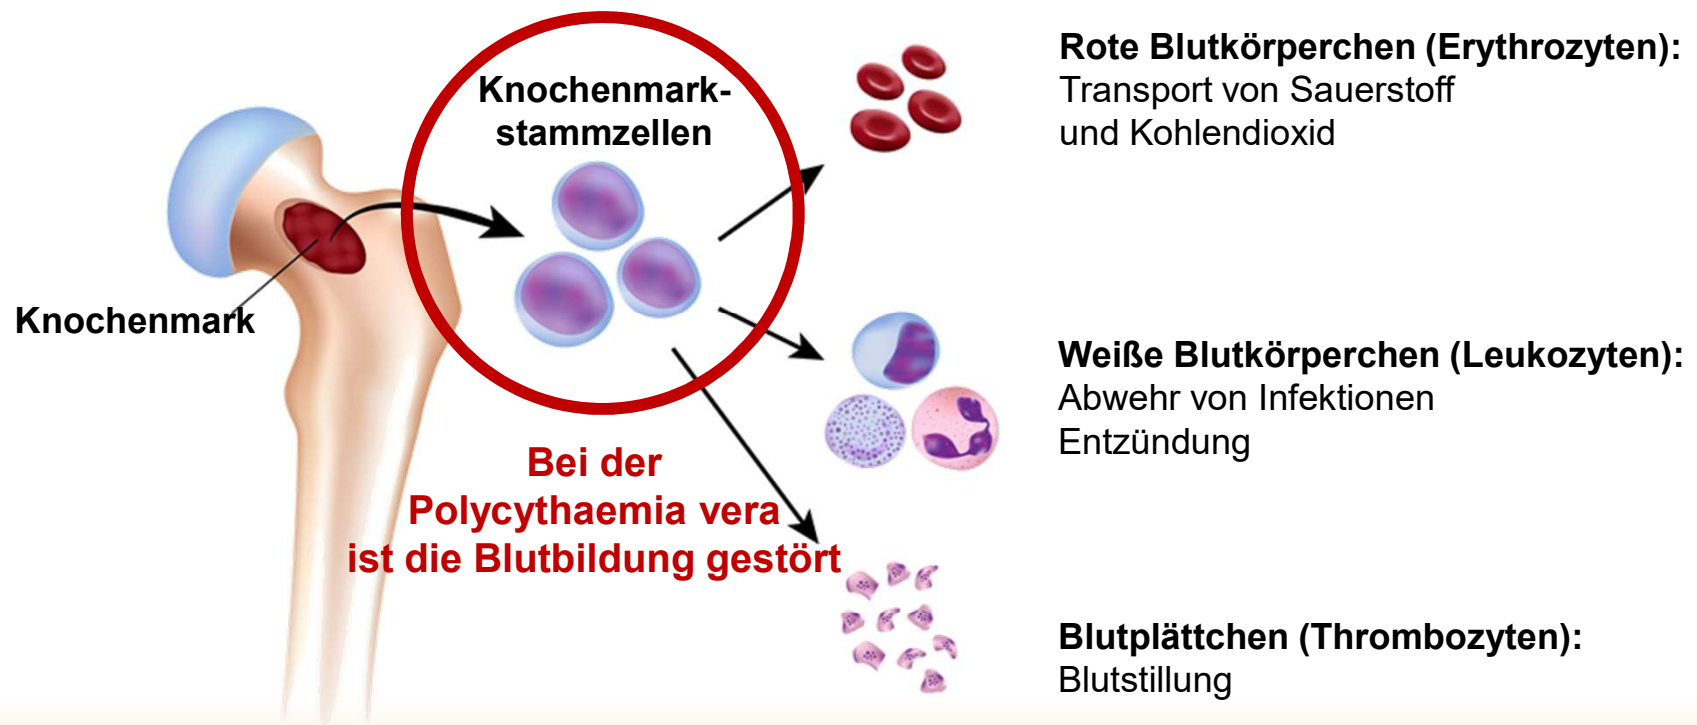 Knochenmark-
stammzellen
Knochenmark
Bei der
Polycythaemia vera
ist die Blutbildung gestört
Rote Blutkörperchen (Erythrozyten):
Transport von Sauerstoff
und Kohlendioxid
Weiße Blutkörperchen (Leukozyten):
Abwehr von Infektionen
Entzündung
Blutplättchen (Thrombozyten):
Blutstillung